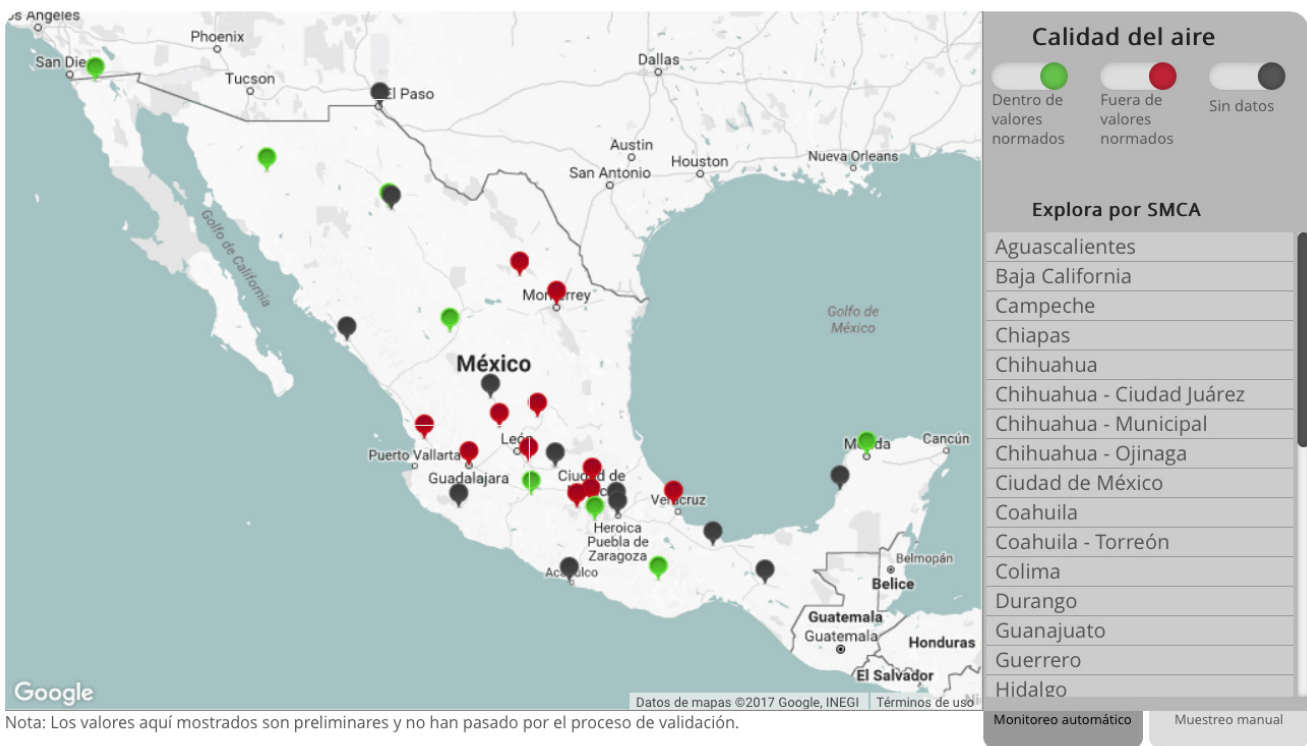 os Angeles
Phoenix
San Die
Tucson
El Paso
Dallas
Austin
Houston
San Antonio
Nueva Orleans
Golfo de California
Monterrey
Golfo de
México
México
León
Puerto Vallarta
Guadalajara
Ciudad de
Veracruz
Mérida
Cancún
Heroica
Puebla de
Zaragoza
Acapulco
Belmopán
Belice
Guatemala
Guatemala
Honduras
El Salvador
Google
Datos de mapas ©2017 Google, INEGI
Términos de uso
Nota: Los valores aquí mostrados son preliminares y no han pasado por el proceso de validación.
Calidad del aire
Dentro de
valores
normados
Fuera de
valores
normados
Sin datos
Explora por SMCA
Aguascalientes
Baja California
Campeche
Chiapas
Chihuahua
Chihuahua - Ciudad Juárez
Chihuahua - Municipal
Chihuahua - Ojinaga
Ciudad de México
Coahuila
Coahuila - Torreón
Colima
Durango
Guanajuato
Guerrero
Hidalgo
Monitoreo automático
Muestreo manual